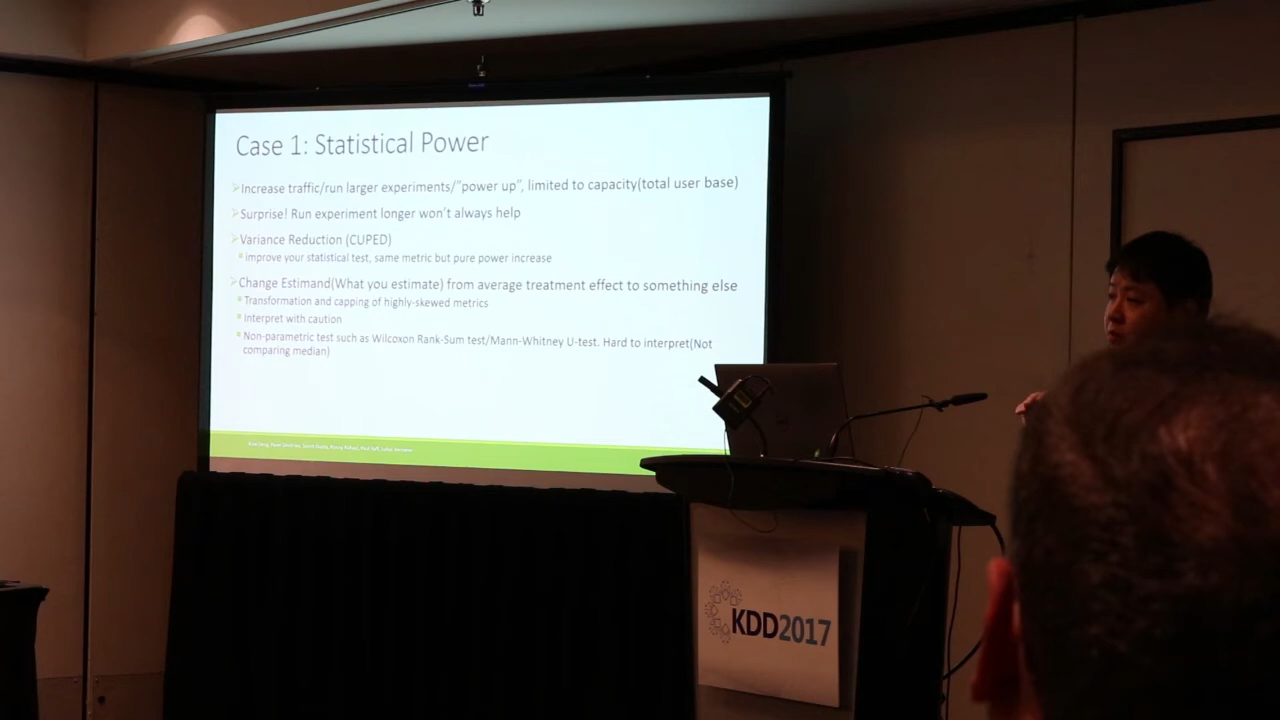 Case 1: Statistical Power
Increase traffic/run larger experiments/"power up", limited to capacity(total user base)
Surprise! Run experiment longer won't always help
Variance Reduction (CUPED)
improve your statistical test, same metric but pure power increase
Change Estimand(What you estimate) from average treatment effect to something else
Transformation and capping of highly-skewed metrics
Interpret with caution
Non-parametric test such as Wilcoxon Rank-Sum test/Mann-Whitney U-test. Hard to interpret(Not
comparing median)
KDD2017